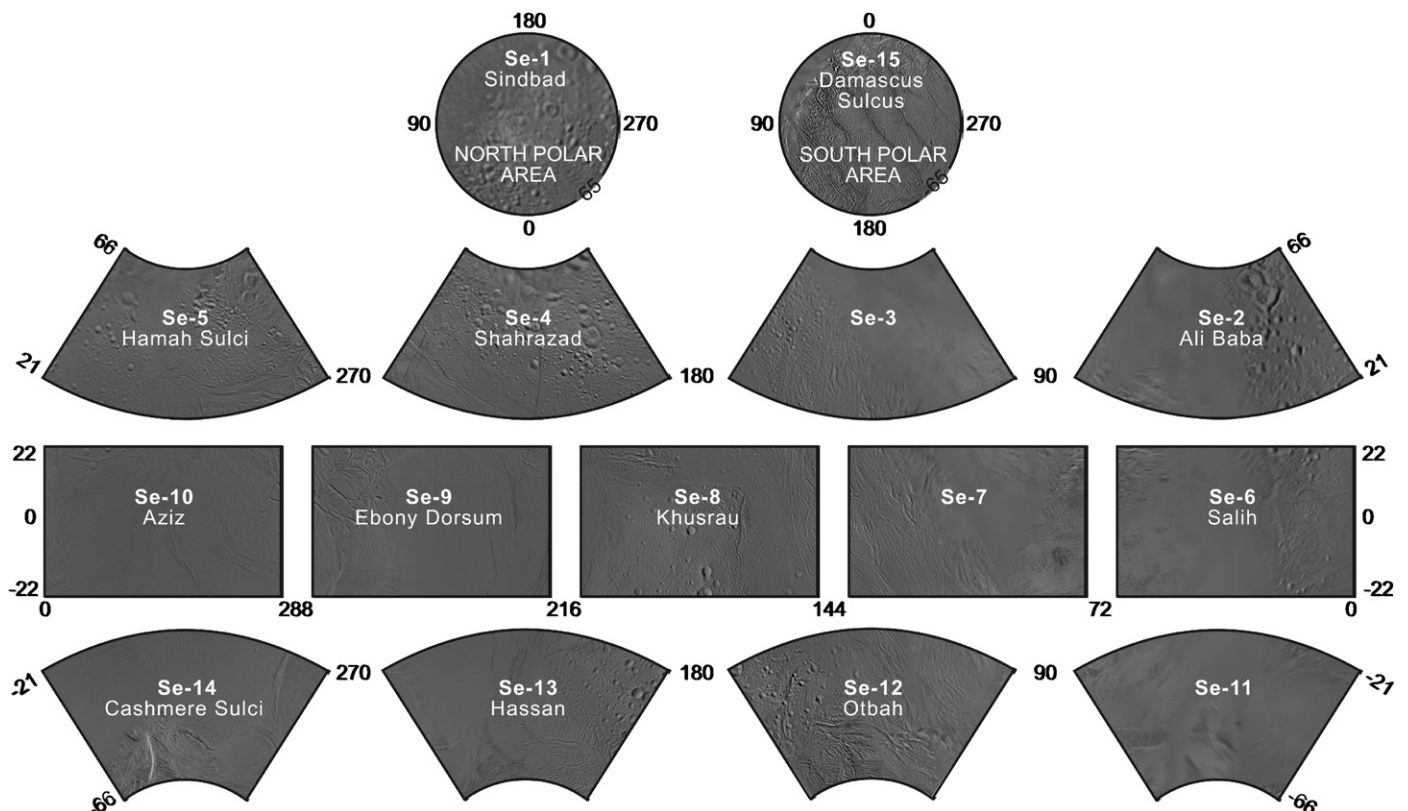 180
0
Se-1
Sindbad
Se-15
Damascus
Sulcus
90
270
90
270
NORTH POLAR
AREA
SOUTH POLAR
AREA
65
-65
0
180
66
66
Se-5
Hamah Sulci
Se-4
Shahrazad
Se-3
Se-2
Ali Baba
21
270
180
90
21
22
22
Se-10
Aziz
Se-9
Ebony Dorsum
Se-8
Khusrau
Se-7
Se-6
Salih
0
0
-22
-22
0
288
216
144
72
0
-21
270
180
90
-21
Se-14
Cashmere Sulci
Se-13
Hassan
Se-12
Otbah
Se-11
-66
-66